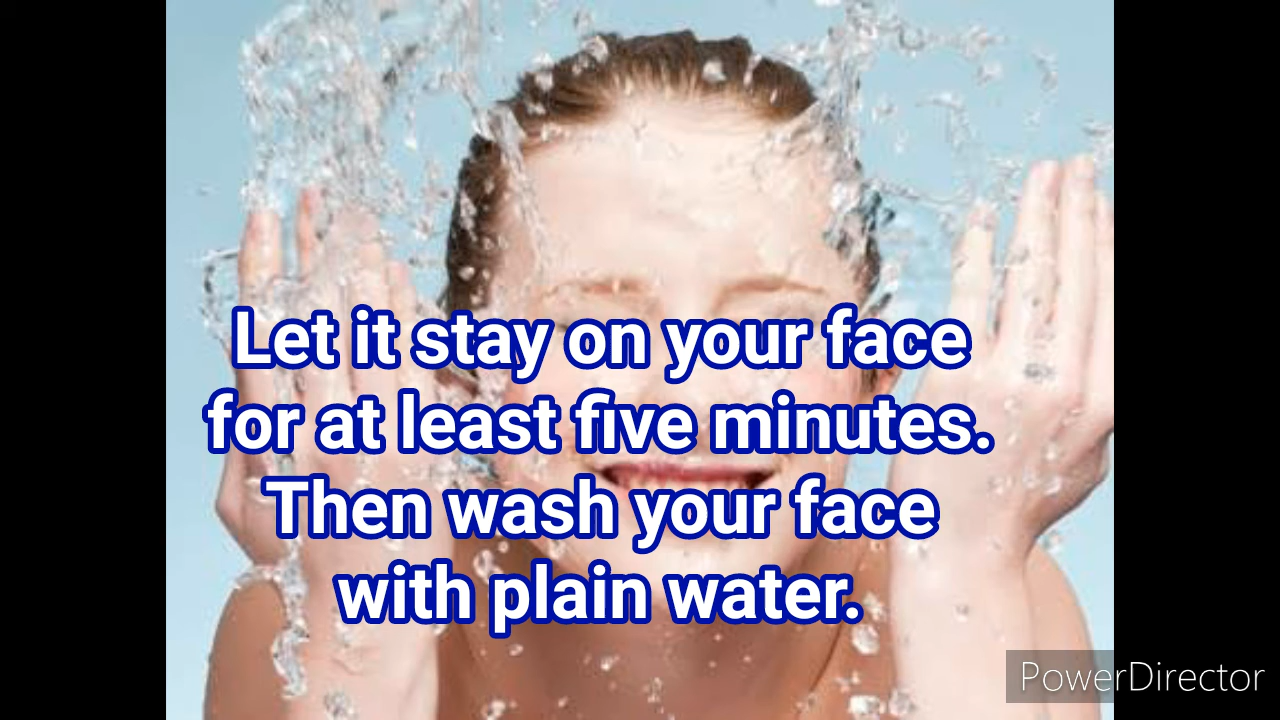 Let it stay on your face
for at least five minutes.
Then wash your face
with plain water.
PowerDirector